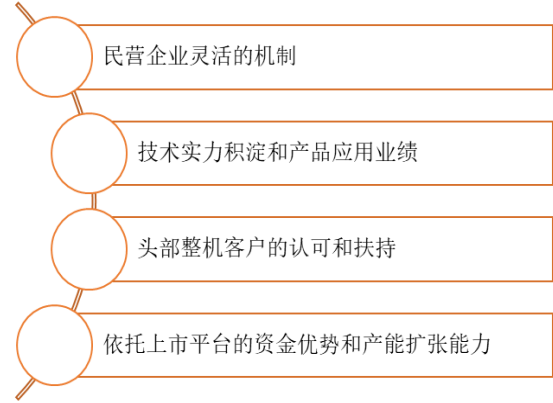 民营企业灵活的机制
技术实力积淀和产品应用业绩
头部整机客户的认可和扶持
依托上市平台的资金优势和产能扩张能力